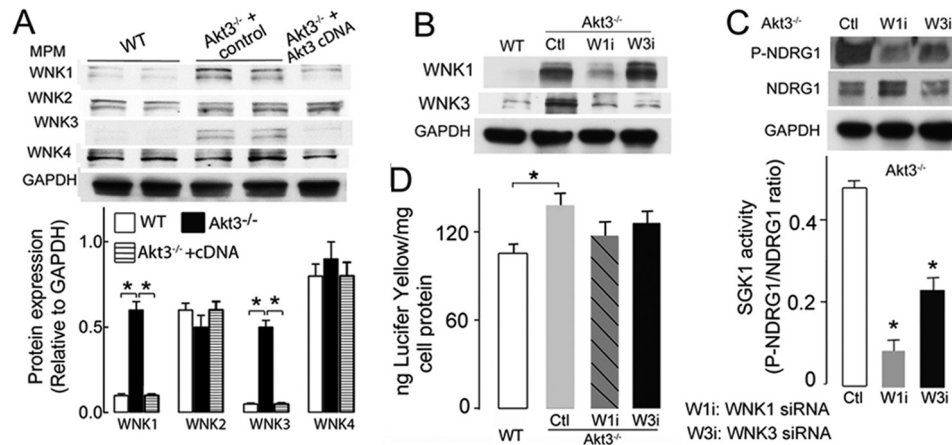 A
WT
Akt3-/- + control
Akt3-/- + Akt3 cDNA
MPM
WNK1
WNK2
WNK3
WNK4
GAPDH
WT
Akt3-/-
Akt3-/- +cDNA
Protein expression
(Relative to GAPDH)
1.0
0.5
0.0
* *
* *
WNK1 WNK2 WNK3 WNK4
B
Akt3-/-
WT Ctl W1i W3i
WNK1
WNK3
GAPDH
D
ng Lucifer Yellow/mg
cell protein
120
60
0
*
Ctl W1i W3i
WT Akt3-/-
C
Akt3-/- Ctl W1i W3i
P-NDRG1
NDRG1
GAPDH
Akt3-/-
SGK1 activity
(P-NDRG1/NDRG1 ratio)
0.4
0.2
0
*
*
Ctl W1i W3i
W1i: WNK1 siRNA
W3i: WNK3 siRNA